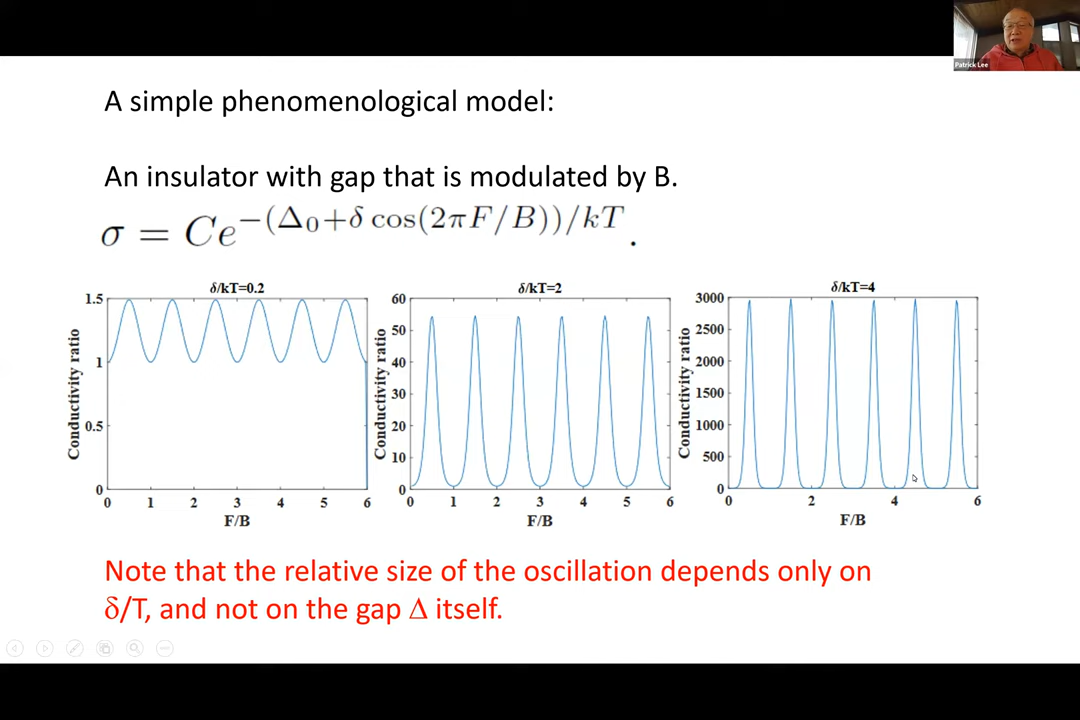 Patrick Lee
A simple phenomenological model:
An insulator with gap that is modulated by B.
σ = Ce^{-(Δ₀+δ cos(2πF/B))/kT}.
δ/kT=0.2
Conductivity ratio
1.5
1
0.5
0
0 1 2 3 4 5 6
F/B
δ/kT=2
Conductivity ratio
60
50
40
30
20
10
0
0 1 2 3 4 5 6
F/B
δ/kT=4
Conductivity ratio
3000
2500
2000
1500
1000
500
0
0 2 4 6
F/B
Note that the relative size of the oscillation depends only on
δ/T, and not on the gap Δ itself.